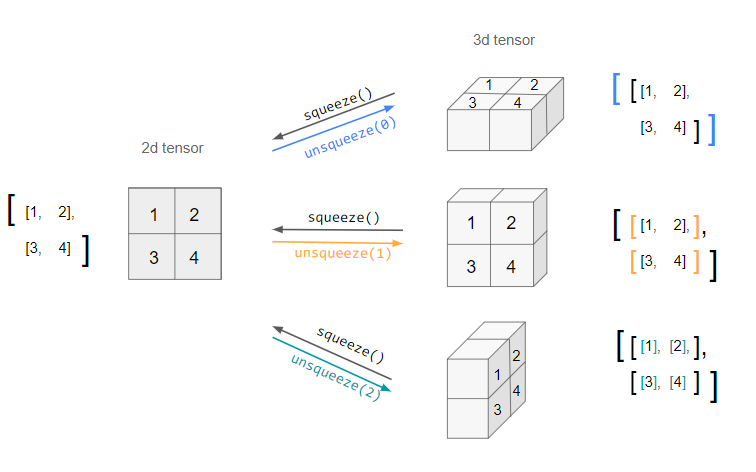 3d tensor
squeeze()
unsqueeze(0)
1 2
3 4
[ [[1, 2],
[3, 4] ] ]
2d tensor
[ [1, 2],
[3, 4] ]
1 2
3 4
squeeze()
unsqueeze(1)
1 2
3 4
[ [[1, 2],],
[[3, 4] ] ]
squeeze()
unsqueeze(2)
1 2
3 4
[ [[1], [2],],
[[3], [4] ] ]